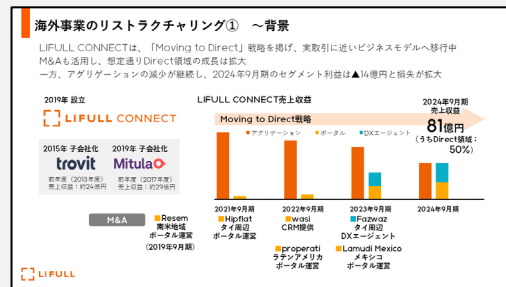 海外事業のリストラクチャリング① ～背景
LIFULL CONNECTは、「Moving to Direct」戦略を掲げ、実取引に近いビジネスモデルへ移行中
M&Aも活用し、想定通りDirect領域の成長は拡大
一方、アグリゲーションの減少が継続し、2024年9月期のセグメント利益は▲14億円と損失が拡大
2019年 設立
LIFULL CONNECT
2015年 子会社化
trovit
前年度（2013年度）
売上収益：約24億円
2019年 子会社化
Mitula
前年度（2017年度）
売上収益：約29億円
LIFULL CONNECT売上収益
Moving to Direct戦略
アグリゲーション
ポータル
DXエージェント
2024年9月期
売上収益
81億円
（うちDirect領域：
50%）
2021年9月期
2022年9月期
2023年9月期
2024年9月期
M&A
Resem
南米地域
ポータル運営
（2019年9月期）
Hipflat
タイ周辺
ポータル運営
wasi
CRM提供
Fazwaz
タイ周辺
DXエージェント
properati
ラテンアメリカ
ポータル運営
Lamudi Mexico
メキシコ
ポータル運営
LIFULL